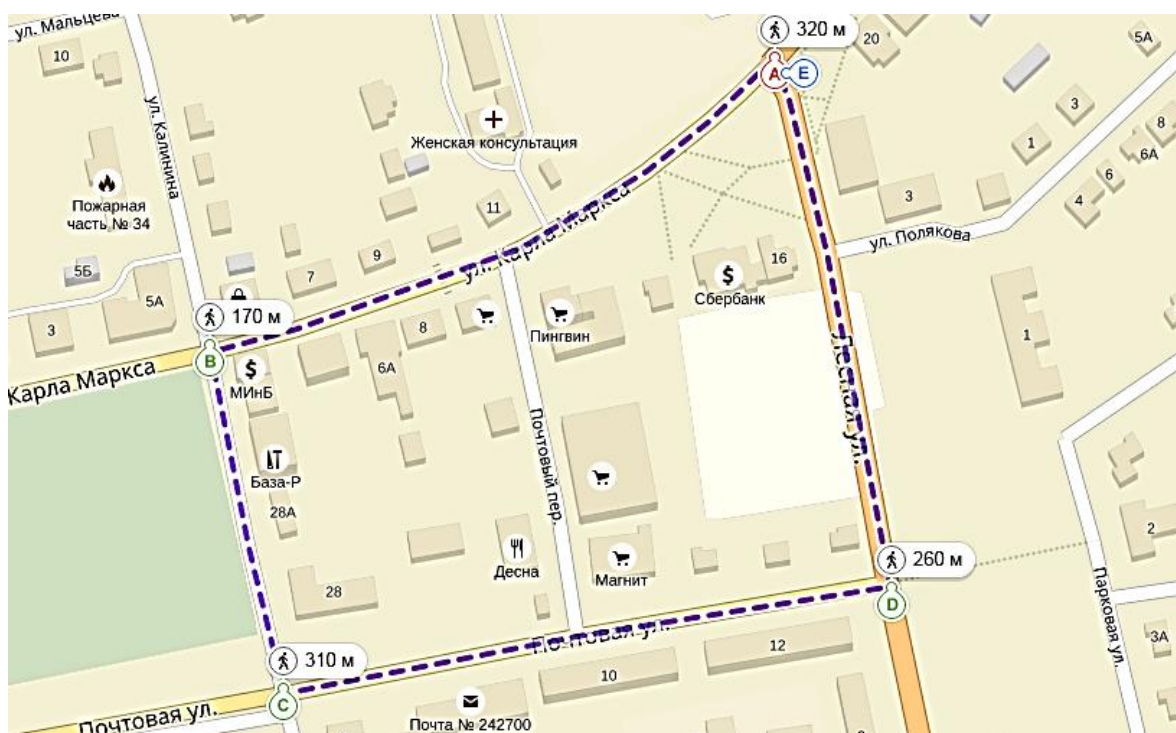 ул. Мальцева
320 м
20
5А
10
ул. Калинина
3
8
Женская консультация
1
6А
6
Пожарная
часть № 34
11
4
3
ул. Карла Маркса
ул. Полякова
5Б
9
16
7
Сбербанк
5А
170 м
3
8
Пингвин
1
A
E
B
Карла Маркса
6А
МИнБ
Лесная ул.
База-Р
Почтовый пер.
28А
2
Десна
Магнит
260 м
28
D
Парковая ул.
Почтовая ул.
12
3А
310 м
10
C
Почтовая ул.
Почта № 242700